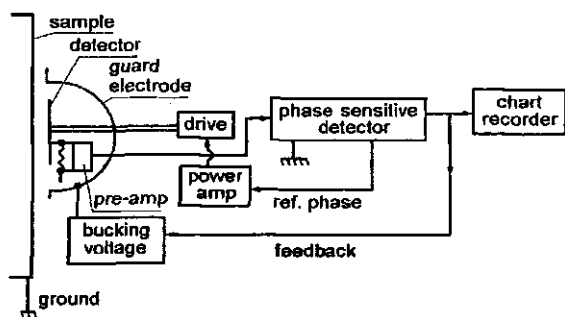 sample
detector
guard
electrode
drive
phase sensitive
detector
chart
recorder
power
amp
ref. phase
pre-amp
bucking
voltage
feedback
ground